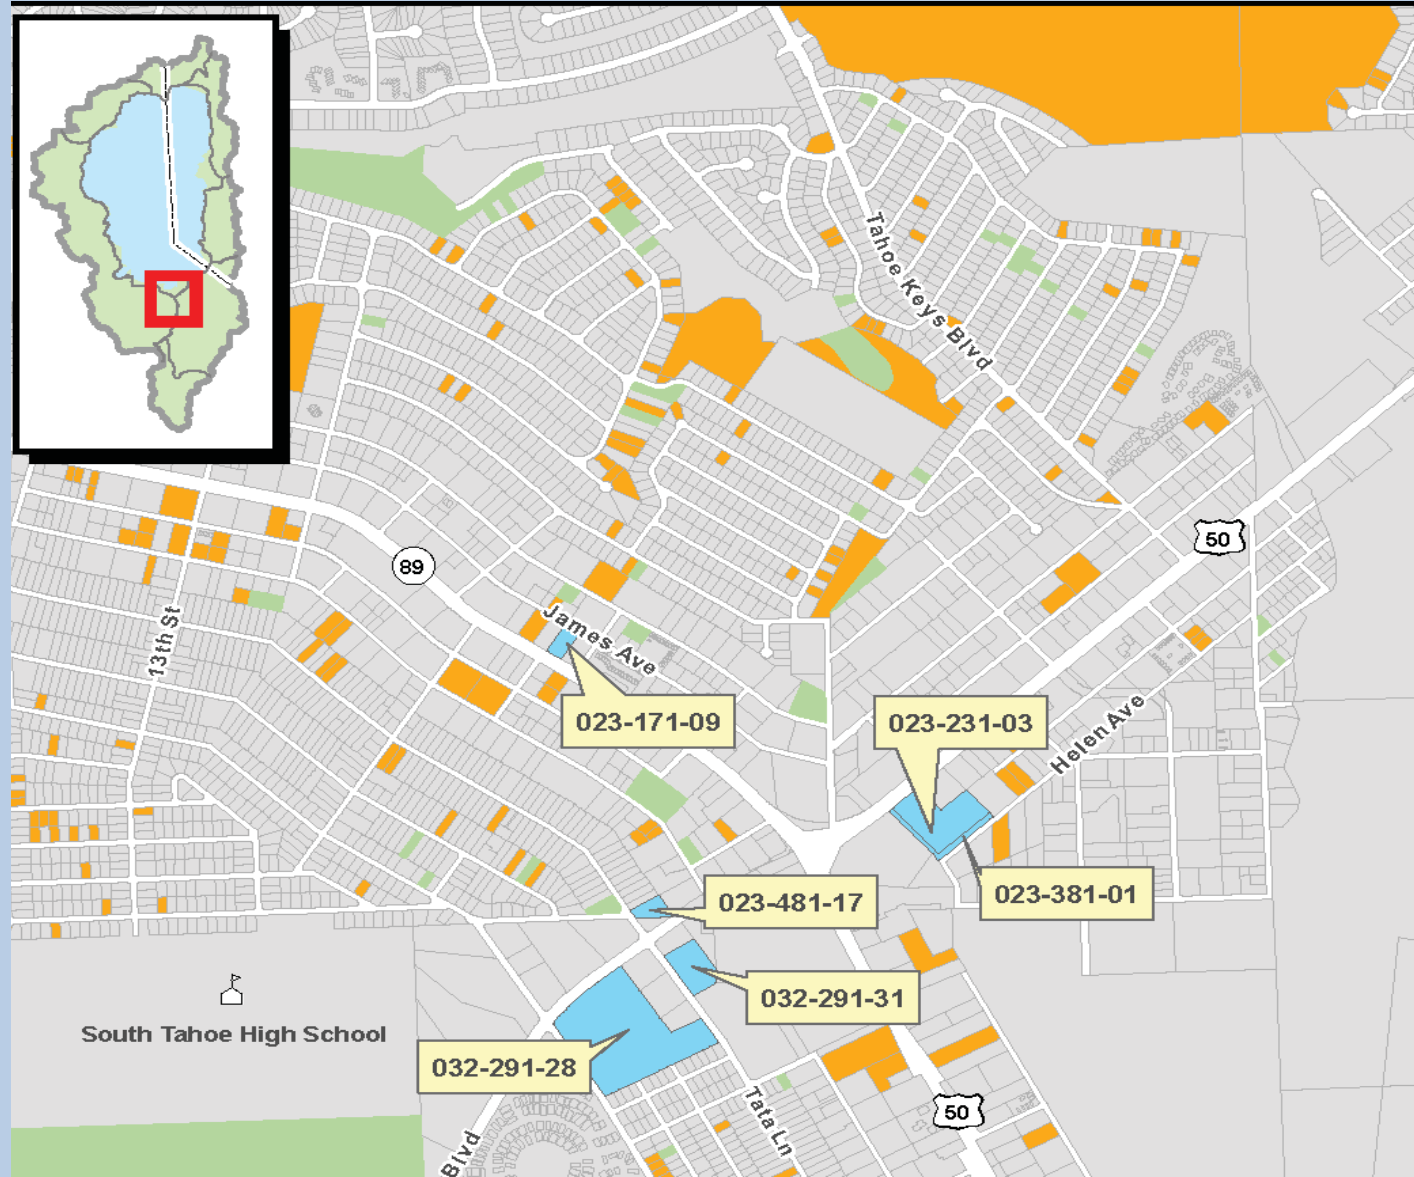 Tahoe Keys Blvd
50
89
James Ave
13th St
023-171-09
023-231-03
Helen Ave
023-481-17
023-381-01
032-291-31
South Tahoe High School
032-291-28
50
Tata Ln
Blvd